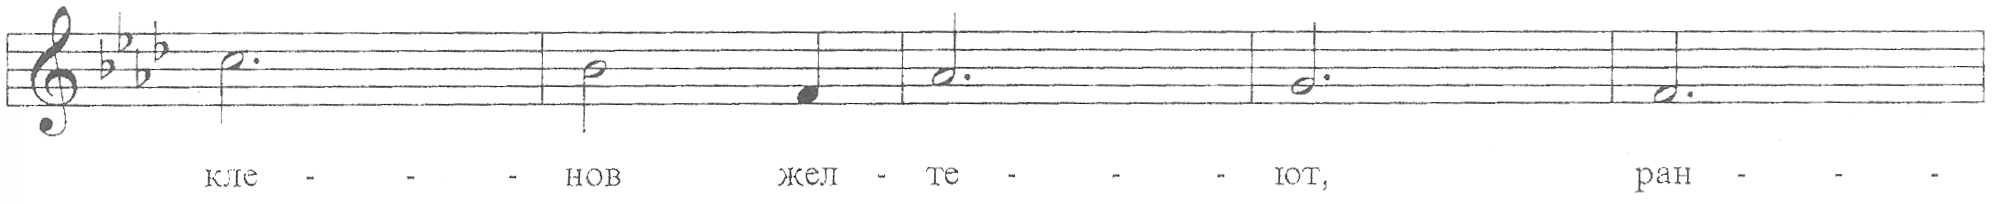 кле - - - нов жел - те - - - ют, ран - - -